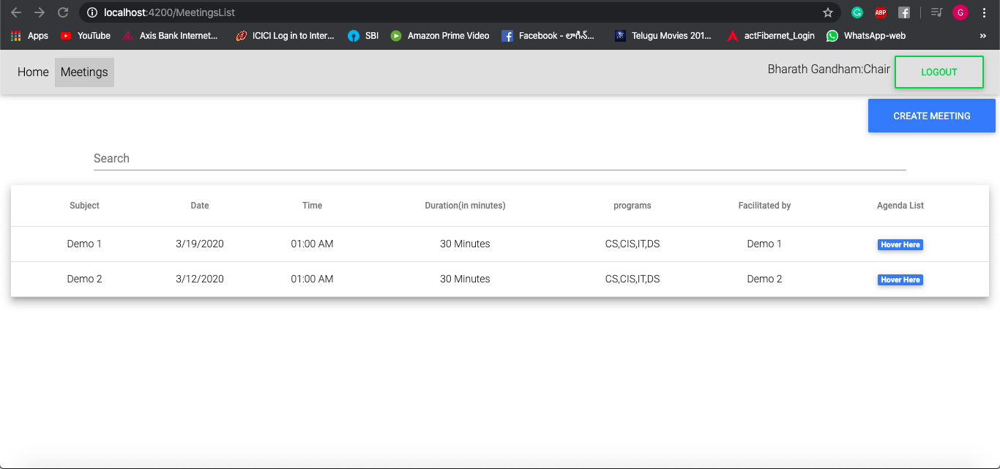 localhost:4200/MeetingsList
ABP
G
Apps YouTube Axis Bank Internet... ICICI Log in to Inter... SBI Amazon Prime Video Facebook - లాగిన్... Telugu Movies 201... actFibernet_Login WhatsApp-web »
Home Meetings Bharath Gandham:Chair LOGOUT
CREATE MEETING
Search
Subject Date Time Duration(in minutes) programs Facilitated by Agenda List
Demo 1 3/19/2020 01:00 AM 30 Minutes CS,CIS,IT,DS Demo 1 Hover Here
Demo 2 3/12/2020 01:00 AM 30 Minutes CS,CIS,IT,DS Demo 2 Hover Here